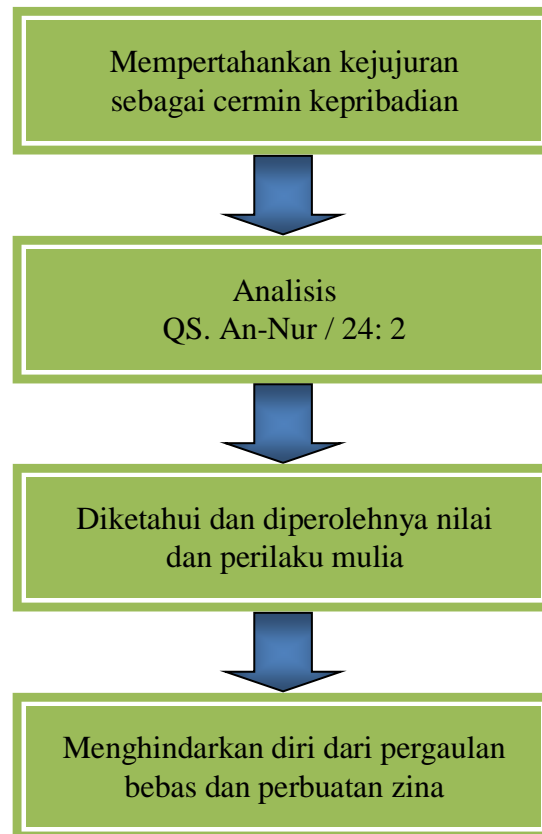 Mempertahankan kejujuran
sebagai cermin kepribadian
Analisis
QS. An-Nur / 24: 2
Diketahui dan diperolehnya nilai
dan perilaku mulia
Menghindarkan diri dari pergaulan
bebas dan perbuatan zina